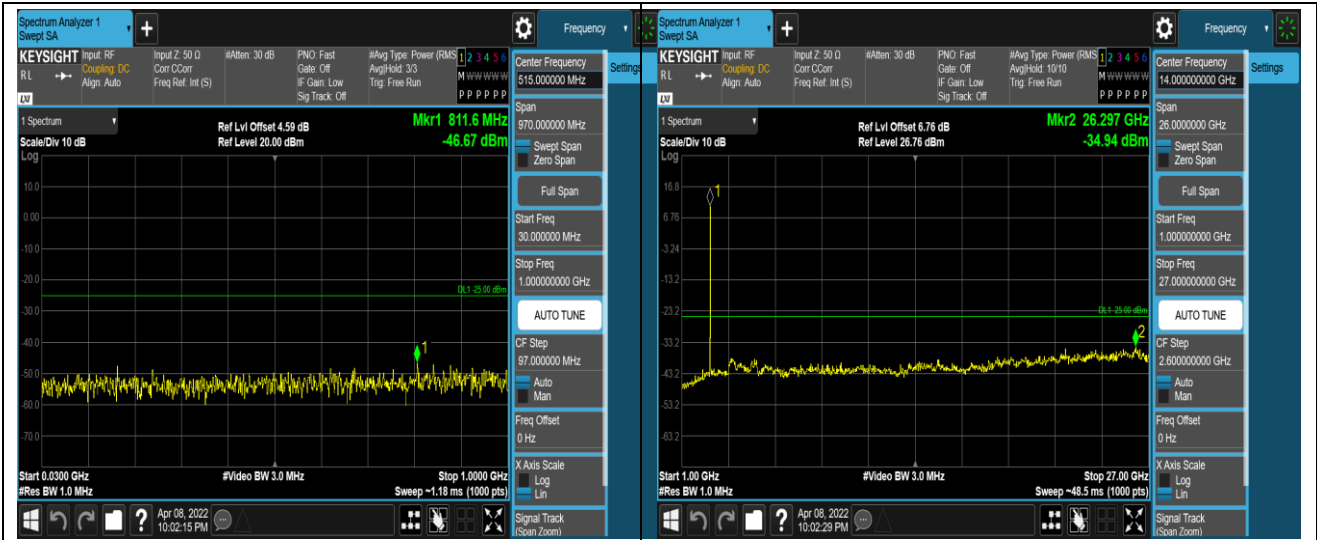 Spectrum Analyzer 1
Swept SA
+
Frequency
KEYSIGHT
RL
LXI
Input: RF
Coupling: DC
Align: Auto
Input Z: 50 Ω
Corr CCorr
Freq Ref: Int (S)
#Atten: 30 dB
PNO: Fast
Gate: Off
IF Gain: Low
Sig Track: Off
#Avg Type: Power (RMS
Avg|Hold: 3/3
Trig: Free Run
1 2 3 4 5 6
M W W W W W
P P P P P P
Center Frequency
515.000000 MHz
Settings
1 Spectrum
Scale/Div 10 dB
Log
Ref Lvl Offset 4.59 dB
Ref Level 20.00 dBm
Mkr1 811.6 MHz
-46.67 dBm
Span
970.000000 MHz
Swept Span
Zero Span
Full Span
Start Freq
30.000000 MHz
Stop Freq
1.000000000 GHz
AUTO TUNE
CF Step
97.000000 MHz
Auto
Man
Freq Offset
0 Hz
X Axis Scale
Log
Lin
Signal Track
(Span Zoom)
10.0
0.00
-10.0
-20.0
-30.0
-40.0
-50.0
-60.0
-70.0
DL1 -25.00 dBm
1
Start 0.0300 GHz
#Res BW 1.0 MHz
#Video BW 3.0 MHz
Stop 1.0000 GHz
Sweep ~1.18 ms (1000 pts)
?
Apr 08, 2022
10:02:15 PM
Spectrum Analyzer 1
Swept SA
+
Frequency
KEYSIGHT
RL
LXI
Input: RF
Coupling: DC
Align: Auto
Input Z: 50 Ω
Corr CCorr
Freq Ref: Int (S)
#Atten: 30 dB
PNO: Fast
Gate: Off
IF Gain: Low
Sig Track: Off
#Avg Type: Power (RMS
Avg|Hold: 10/10
Trig: Free Run
1 2 3 4 5 6
M W W W W W
P P P P P P
Center Frequency
14.000000000 GHz
Settings
1 Spectrum
Scale/Div 10 dB
Log
Ref Lvl Offset 6.76 dB
Ref Level 26.76 dBm
Mkr2 26.297 GHz
-34.94 dBm
Span
26.0000000 GHz
Swept Span
Zero Span
Full Span
Start Freq
1.000000000 GHz
Stop Freq
27.000000000 GHz
AUTO TUNE
CF Step
2.600000000 GHz
Auto
Man
Freq Offset
0 Hz
X Axis Scale
Log
Lin
Signal Track
(Span Zoom)
16.8
6.76
-3.24
-13.2
-23.2
-33.2
-43.2
-53.2
-63.2
1
DL1 -25.00 dBm
2
Start 1.00 GHz
#Res BW 1.0 MHz
#Video BW 3.0 MHz
Stop 27.00 GHz
Sweep ~48.5 ms (1000 pts)
?
Apr 08, 2022
10:02:29 PM